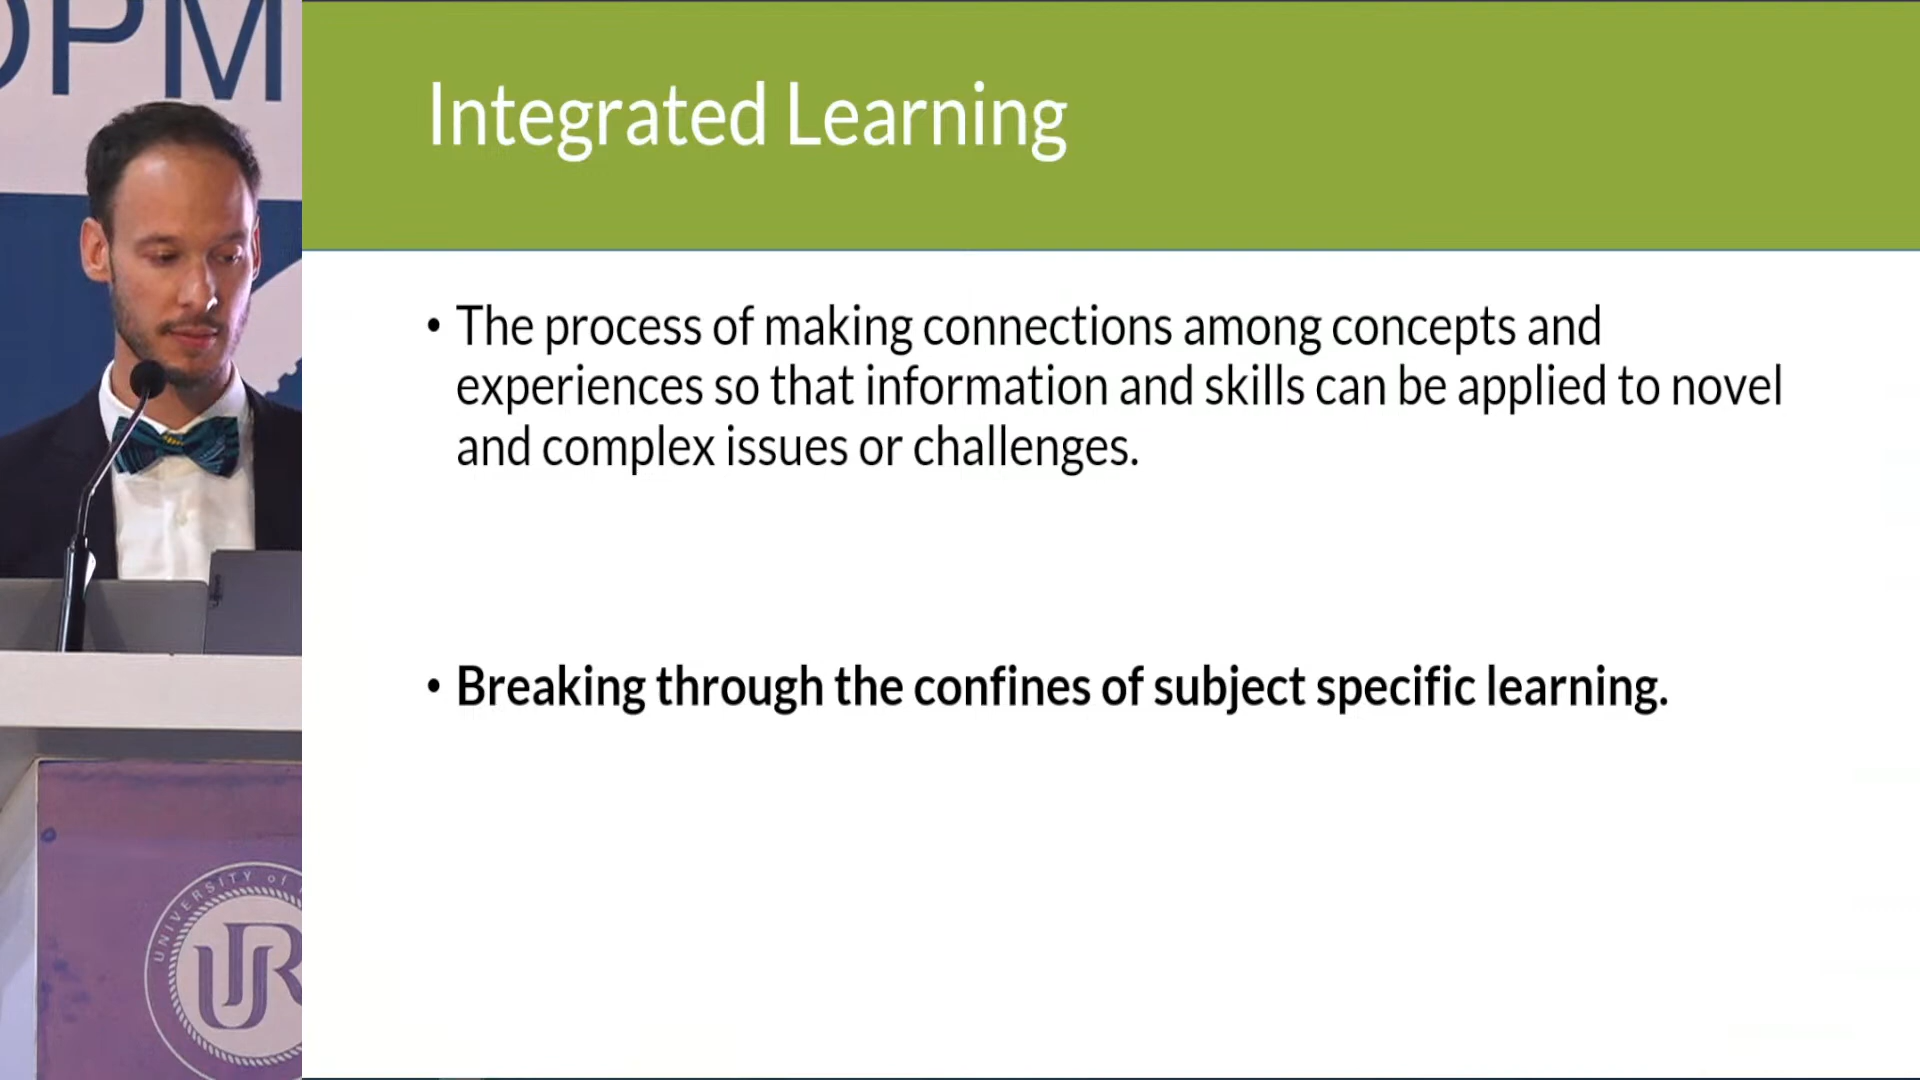 OPM
Integrated Learning
• The process of making connections among concepts and
experiences so that information and skills can be applied to novel
and complex issues or challenges.
• Breaking through the confines of subject specific learning.
UNIVERSITY of
UR